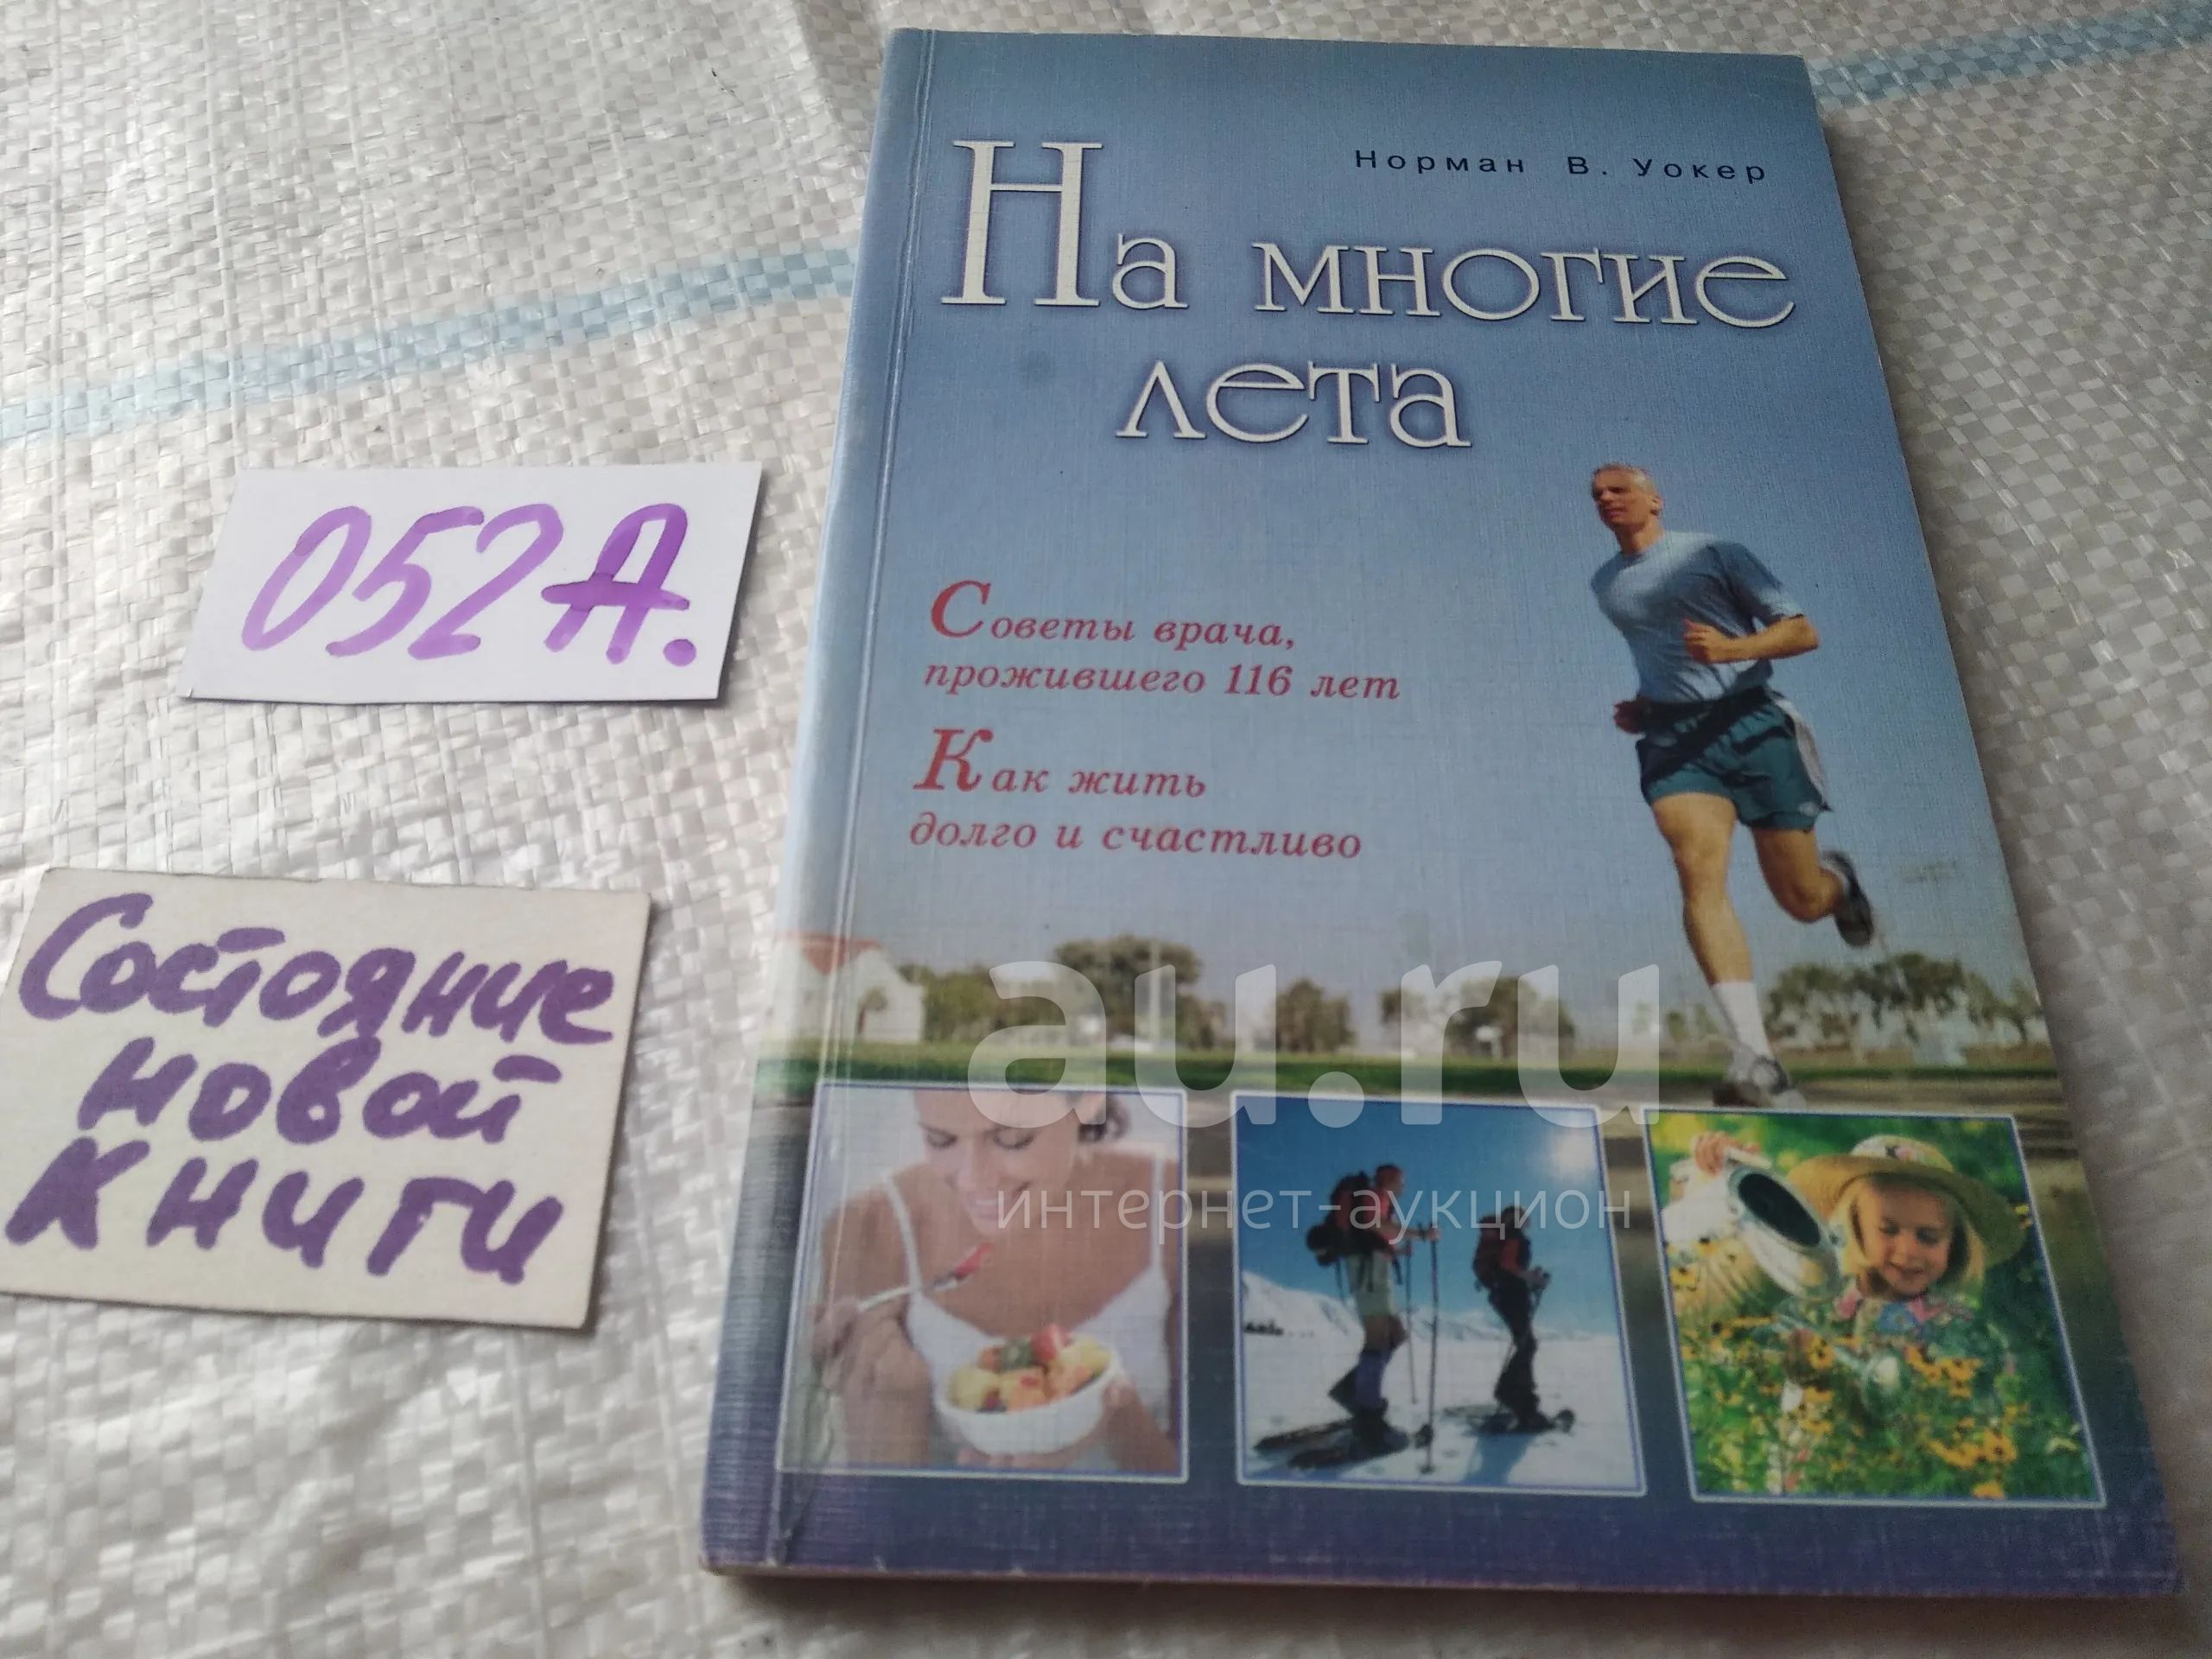 Норман В. Уокер
На многие
лета
Советы врача,
прожившего 116 лет
Как жить
долго и счастливо
052А.
Состояние
новой
книги
au.ru
интернет-аукцион